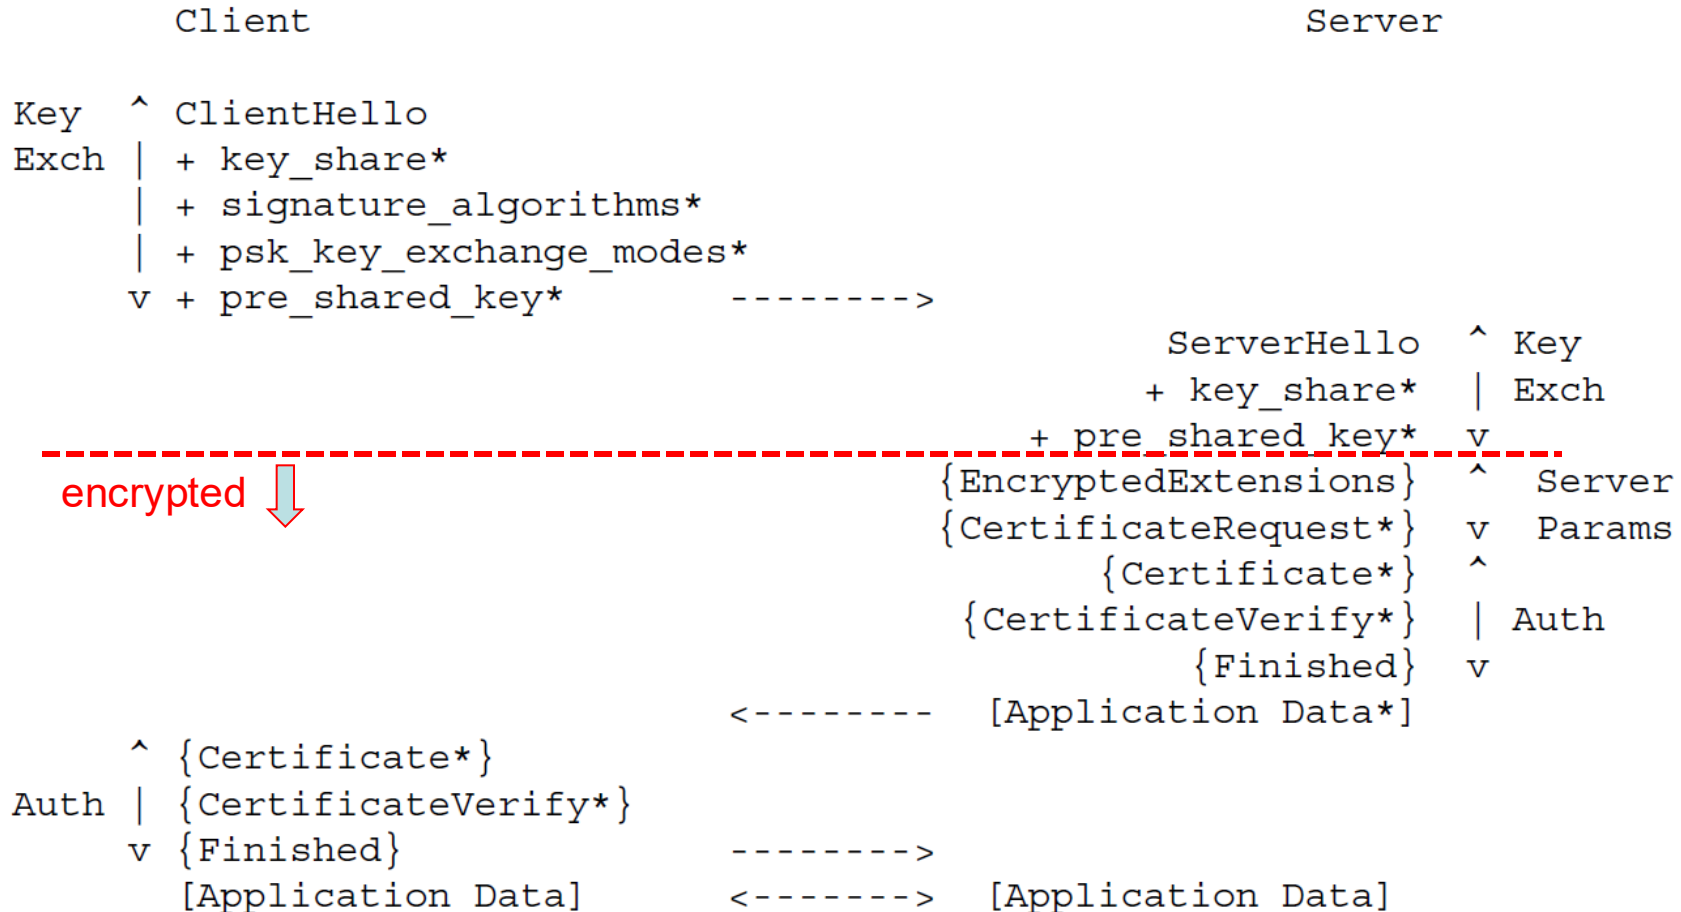 Client Server
Key ^ ClientHello
Exch | + key_share*
| + signature_algorithms*
| + psk_key_exchange_modes*
v + pre_shared_key* -------->
ServerHello ^ Key
+ key_share* | Exch
+ pre_shared_key* v
encrypted
{EncryptedExtensions} ^ Server
{CertificateRequest*} v Params
{Certificate*} ^
{CertificateVerify*} | Auth
{Finished} v
<-------- [Application Data*]
^ {Certificate*}
Auth | {CertificateVerify*}
v {Finished} -------->
[Application Data] <-------> [Application Data]